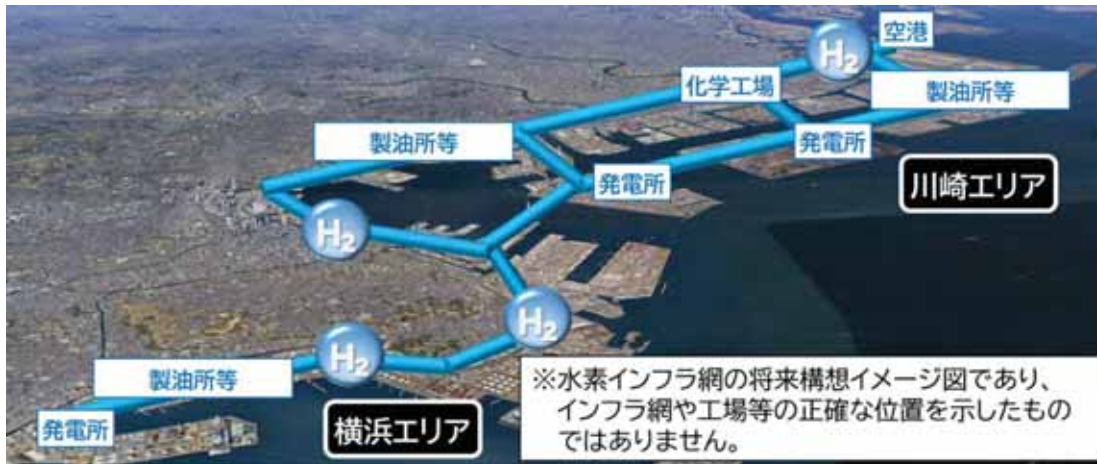 空港
H₂
化学工場
製油所等
製油所等
発電所
発電所
川崎エリア
H₂
H₂
H₂
製油所等
発電所
横浜エリア
※水素インフラ網の将来構想イメージ図であり、
インフラ網や工場等の正確な位置を示したもの
ではありません。